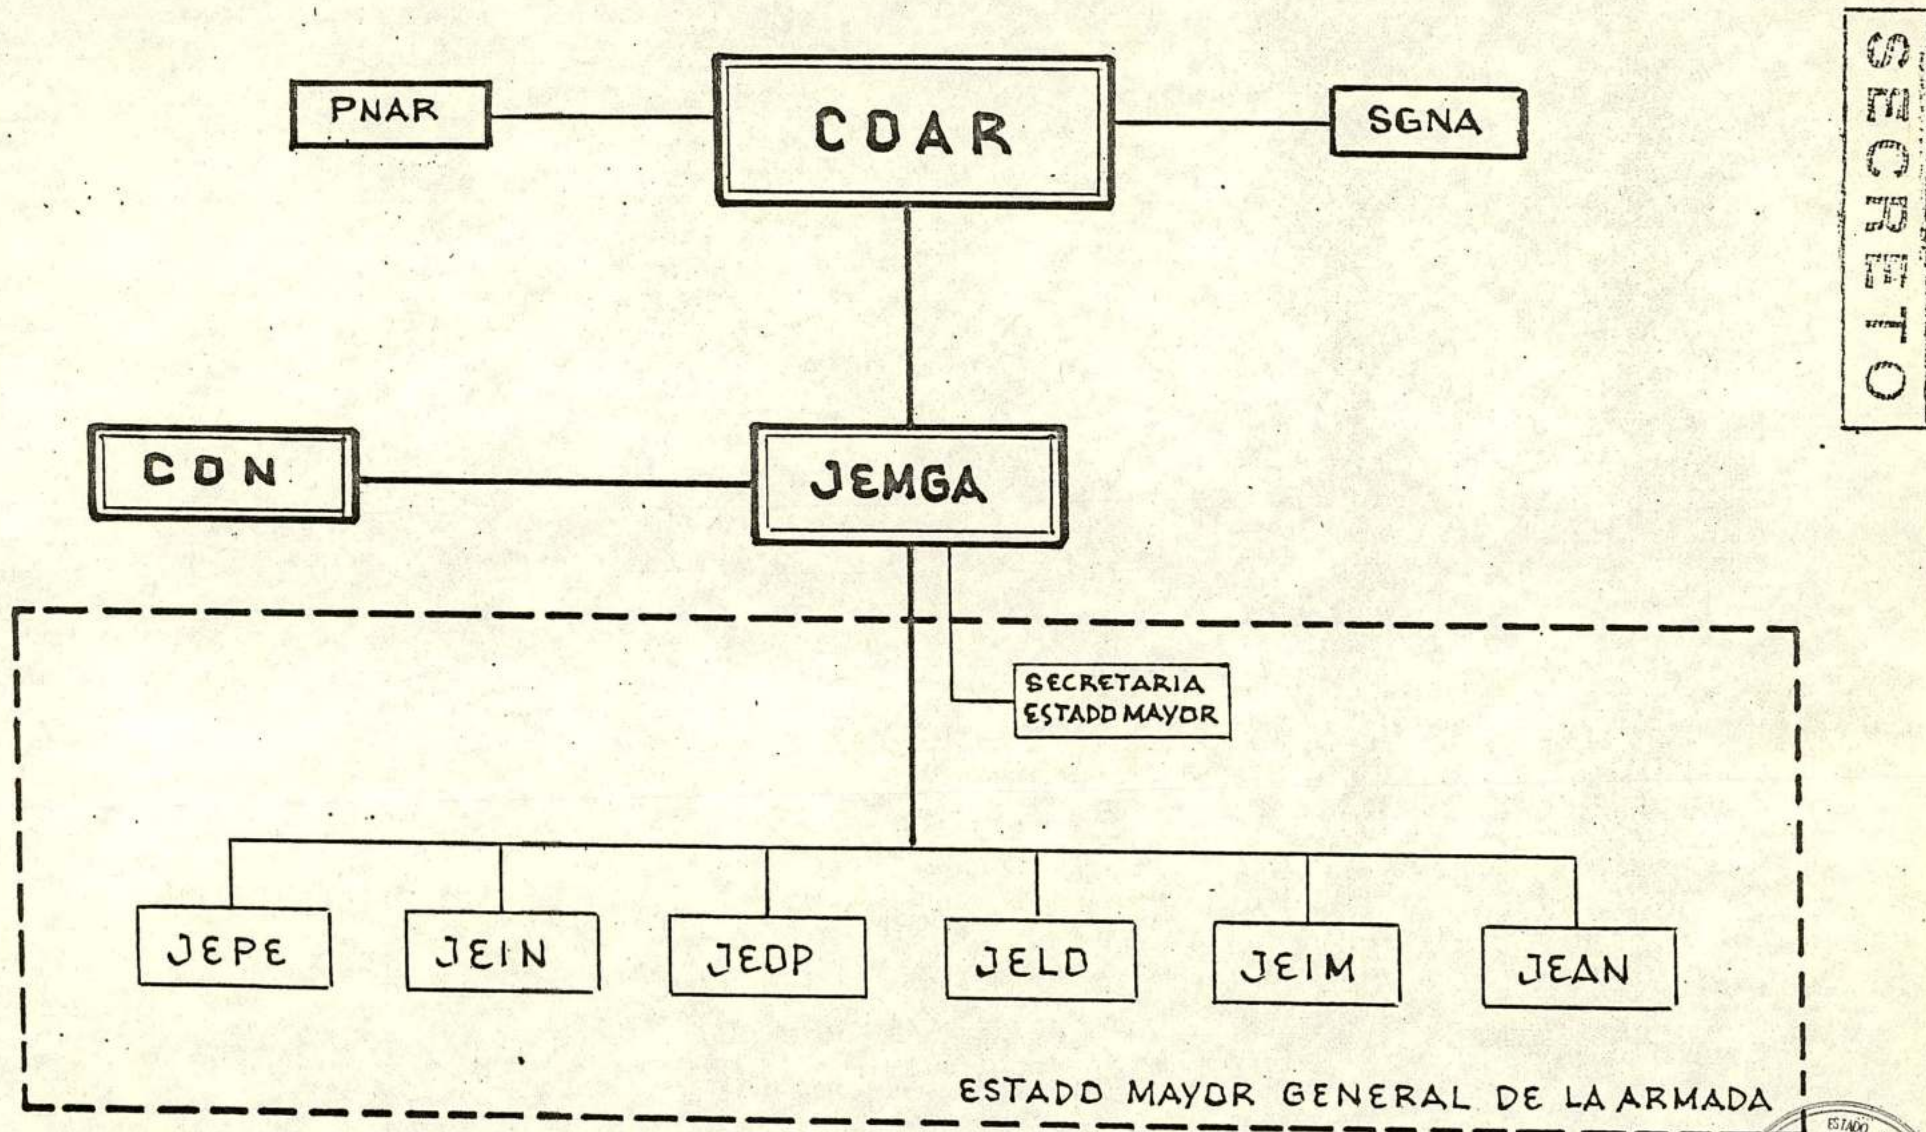 SECRETO
PNAR
COAR
SGNA
CON
JEMGA
SECRETARIA
ESTADO MAYOR
JEPE
JEIN
JEOP
JELO
JEIM
JEAN
ESTADO MAYOR GENERAL DE LA ARMADA
ESTADO